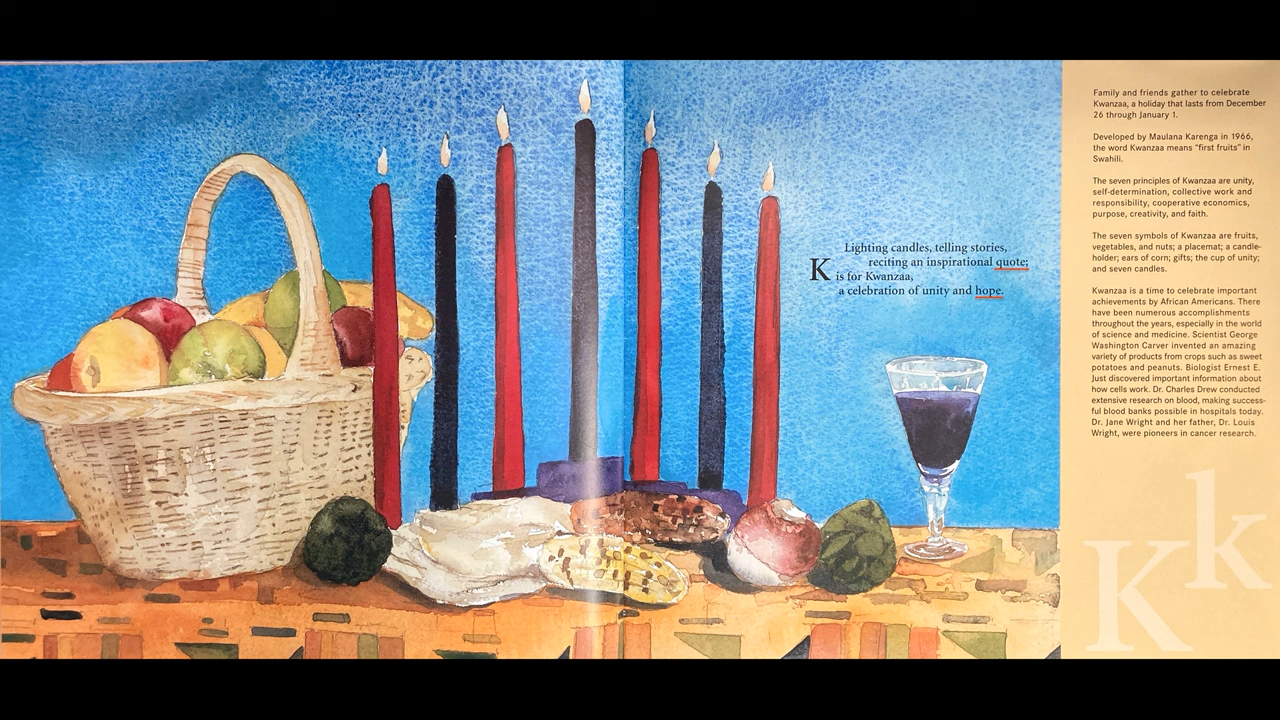 Lighting candles, telling stories,
reciting an inspirational quote;
K is for Kwanzaa,
a celebration of unity and hope.
Family and friends gather to celebrate
Kwanzaa, a holiday that lasts from December
26 through January 1.
Developed by Maulana Karenga in 1966,
the word Kwanzaa means “first fruits” in
Swahili.
The seven principles of Kwanzaa are unity,
self-determination, collective work and
responsibility, cooperative economics,
purpose, creativity, and faith.
The seven symbols of Kwanzaa are fruits,
vegetables, and nuts; a placemat; a candle-
holder; ears of corn; gifts; the cup of unity;
and seven candles.
Kwanzaa is a time to celebrate important
achievements by African Americans. There
have been numerous accomplishments
throughout the years, especially in the world
of science and medicine. Scientist George
Washington Carver invented an amazing
variety of products from crops such as sweet
potatoes and peanuts. Biologist Ernest E.
Just discovered important information about
how cells work. Dr. Charles Drew conducted
extensive research on blood, making success-
ful blood banks possible in hospitals today.
Dr. Jane Wright and her father, Dr. Louis
Wright, were pioneers in cancer research.
Kk